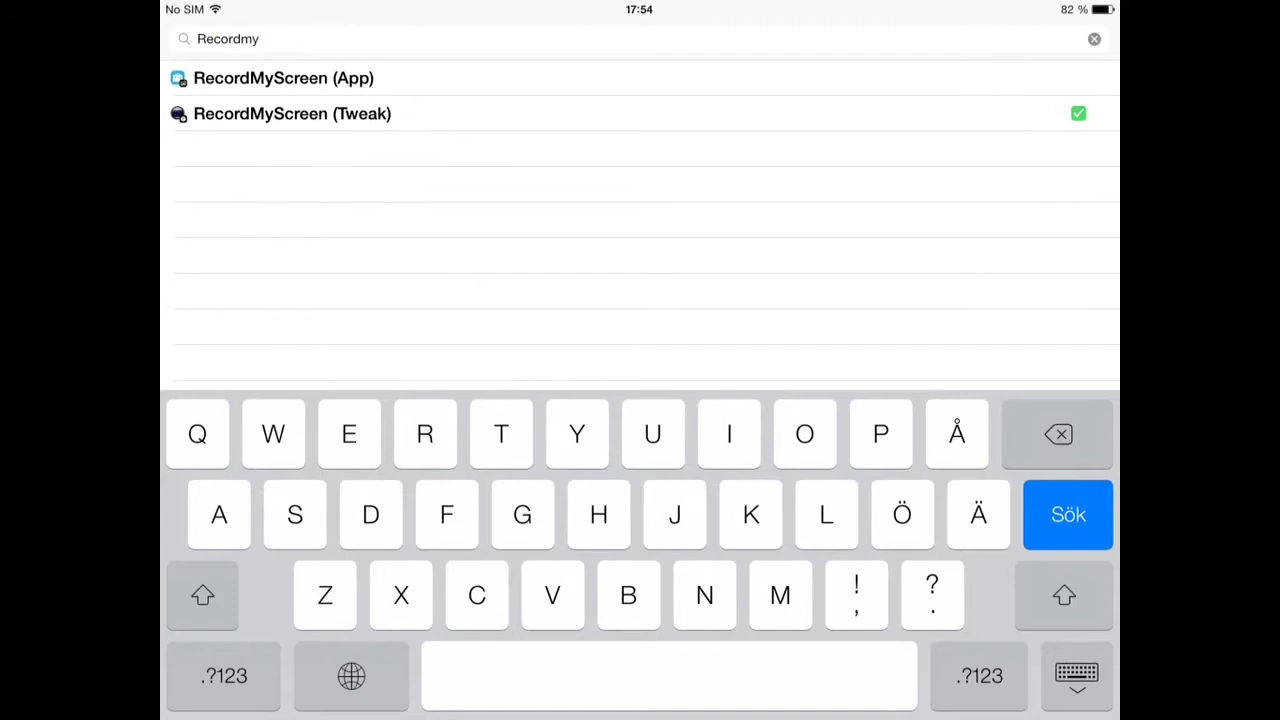 No SIM 17:54 82 %
Recordmy
RecordMyScreen (App)
RecordMyScreen (Tweak)
Q W E R T Y U I O P Å
A S D F G H J K L Ö Ä Sök
Z X C V B N M ! , ? .
.?123 .?123